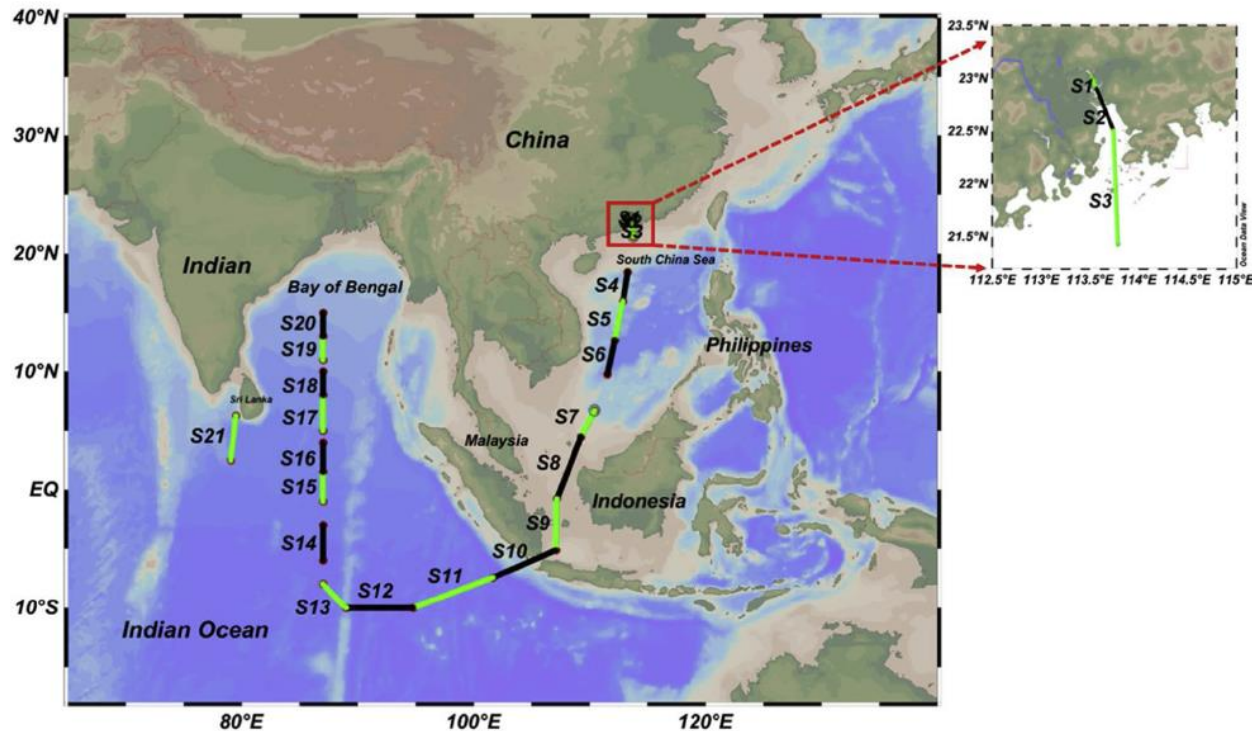 40°N
30°N
20°N
10°N
EQ
10°S
80°E
100°E
120°E
China
Indian
Bay of Bengal
South China Sea
Philippines
Sri Lanka
Malaysia
Indonesia
Indian Ocean
S3
S4
S5
S6
S7
S8
S9
S10
S11
S12
S13
S14
S15
S16
S17
S18
S19
S20
S21
23.5°N
23°N
22.5°N
22°N
21.5°N
S1
S2
S3
112.5°E
113°E
113.5°E
114°E
114.5°E
115°E
Ocean Data View